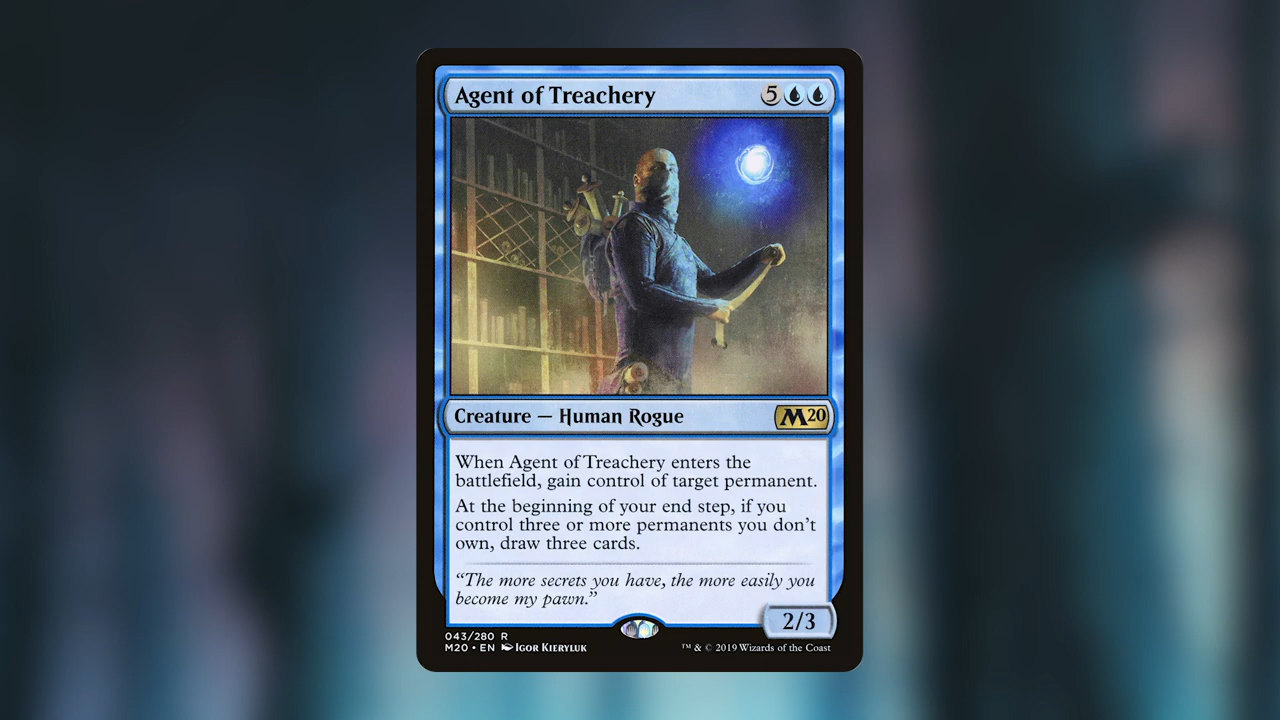 Agent of Treachery 5
Creature — Human Rogue M20
When Agent of Treachery enters the
battlefield, gain control of target permanent.
At the beginning of your end step, if you
control three or more permanents you don't
own, draw three cards.
“The more secrets you have, the more easily you
become my pawn.”
2/3
043/280 R
M20 • EN Igor Kieryluk
™ & © 2019 Wizards of the Coast